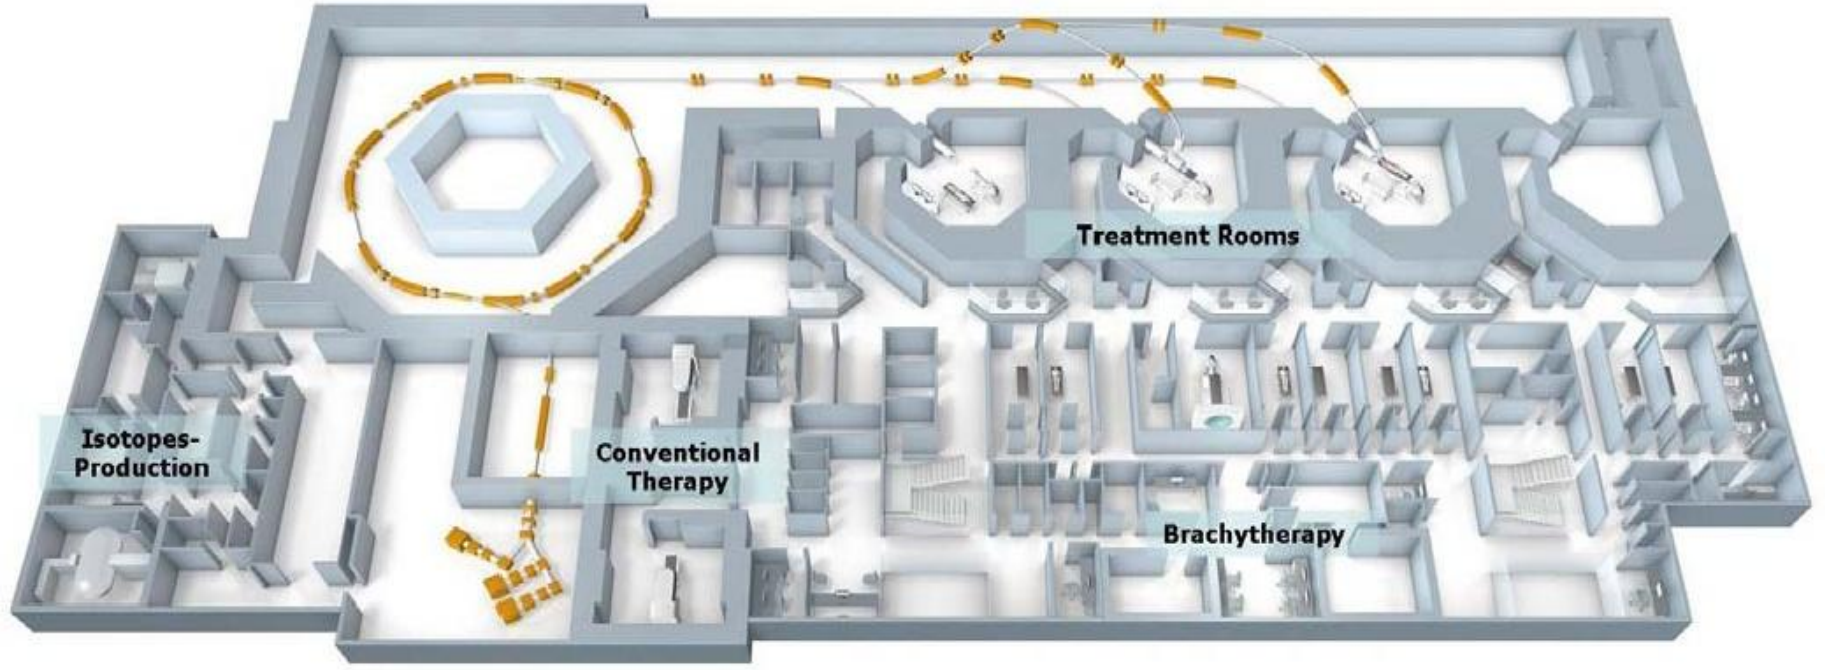 Treatment Rooms
Isotopes-
Production
Conventional
Therapy
Brachytherapy